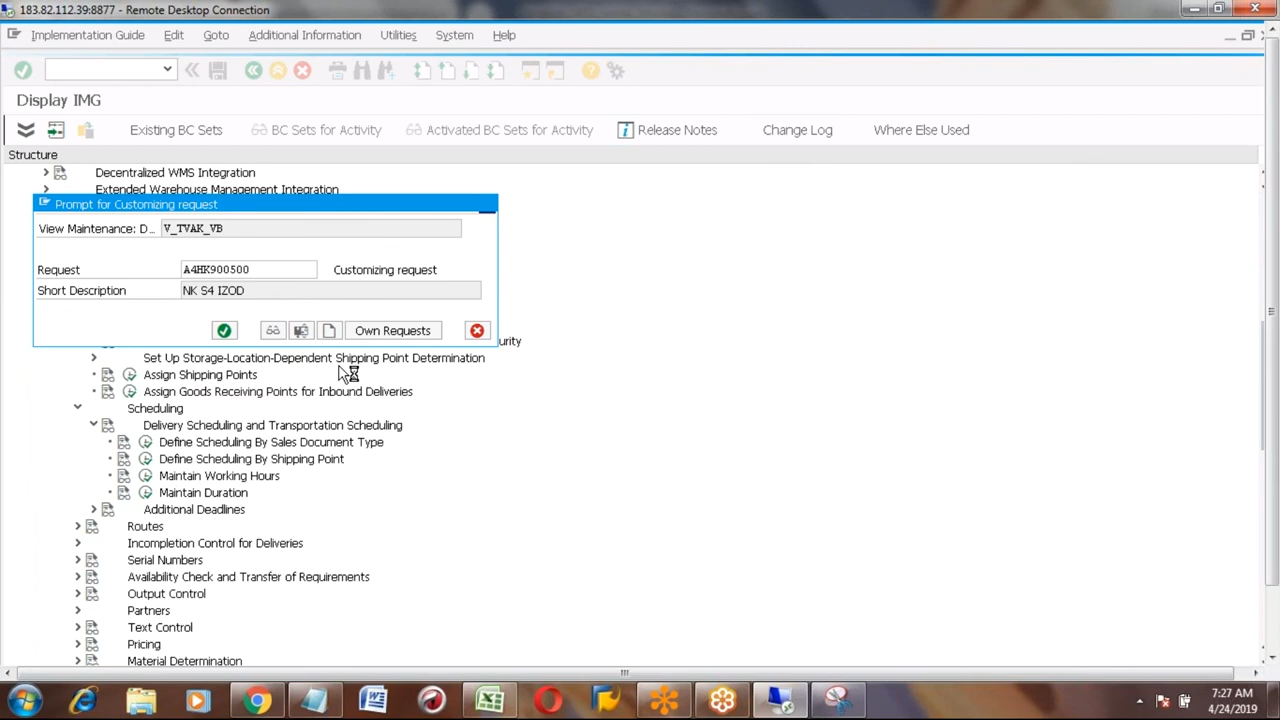 183.82.112.39:8877 - Remote Desktop Connection
Implementation Guide Edit Goto Additional Information Utilities System Help
Display IMG
Existing BC Sets BC Sets for Activity Activated BC Sets for Activity Release Notes Change Log Where Else Used
Structure
Decentralized WMS Integration
Extended Warehouse Management Integration
Prompt for Customizing request
View Maintenance: D... V_TVAK_VB
Request A4HK900500 Customizing request
Short Description NK S4 IZOD
Own Requests
urity
Set Up Storage-Location-Dependent Shipping Point Determination
Assign Shipping Points
Assign Goods Receiving Points for Inbound Deliveries
Scheduling
Delivery Scheduling and Transportation Scheduling
Define Scheduling By Sales Document Type
Define Scheduling By Shipping Point
Maintain Working Hours
Maintain Duration
Additional Deadlines
Routes
Incompletion Control for Deliveries
Serial Numbers
Availability Check and Transfer of Requirements
Output Control
Partners
Text Control
Pricing
Material Determination
7:27 AM
4/24/2019